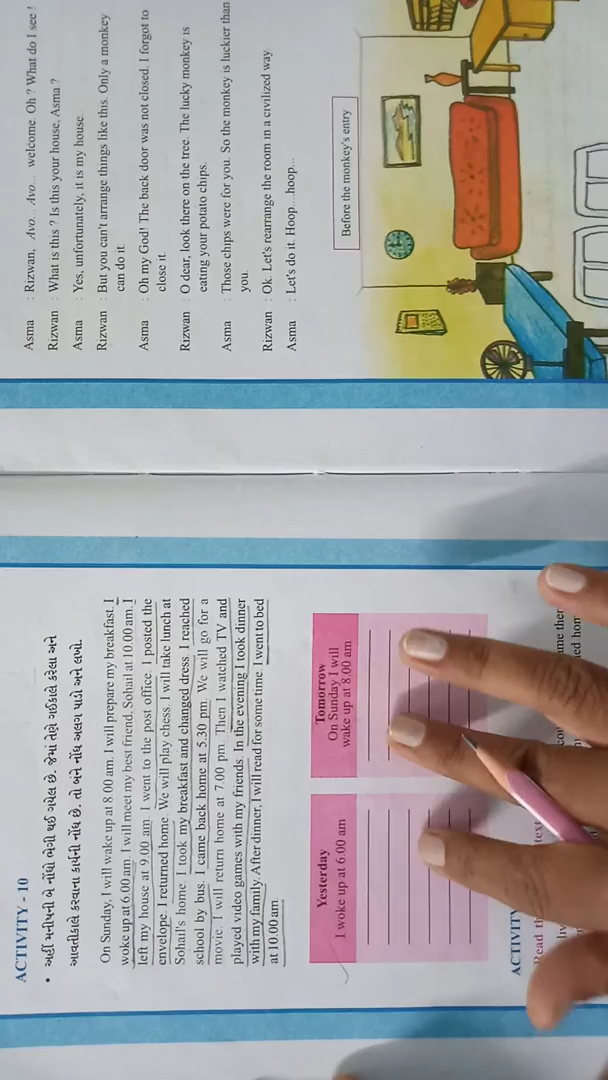 Asma : Rizwan, Avo... Avo... welcome. Oh ? What do I see !
Rizwan : What is this ? Is this your house, Asma ?
Asma : Yes, unfortunately, it is my house.
Rizwan : But you can't arrange things like this. Only a monkey
can do it.
Asma : Oh my God! The back door was not closed. I forgot to
close it.
Rizwan : O dear, look there on the tree. The lucky monkey is
eating your potato chips.
Asma : Those chips were for you. So the monkey is luckier than
you.
Rizwan : Ok. Let's rearrange the room in a civilized way.
Asma : Let's do it. Hoop....hoop...
Before the monkey's entry
ACTIVITY - 10
• અહીં મનીષની બે નોંધો ભેગી થઈ ગયેલ છે. જેમાં તેણે ગઈકાલે કરેલા અને
આવતીકાલે કરવાના કાર્યની નોંધ છે. તો બંને નોંધ અલગ પાડો અને લખો.
On Sunday, I will wake up at 8.00 am. I will prepare my breakfast. I
woke up at 6.00 am. I will meet my best friend, Sohail at 10.00 am. I
left my house at 9.00 am. I went to the post office. I posted the
envelope. I returned home. We will play chess. I will take lunch at
Sohail's home. I took my breakfast and changed dress. I reached
school by bus. I came back home at 5.30 pm. We will go for a
movie. I will return home at 7.00 pm. Then I watched TV and
played video games with my friends. In the evening I took dinner
with my family. After dinner, I will read for some time. I went to bed
at 10.00 am.
Yesterday
I woke up at 6.00 am
Tomorrow
On Sunday I will
wake up at 8.00 am
ACTIVITY
Read th text